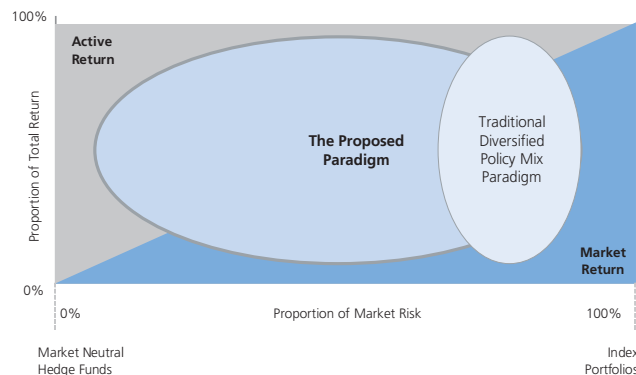 100%
Active
Return
Proportion of Total Return
The Proposed
Paradigm
Traditional
Diversified
Policy Mix
Paradigm
Market
Return
0%
0%
Proportion of Market Risk
100%
Market Neutral
Hedge Funds
Index
Portfolios